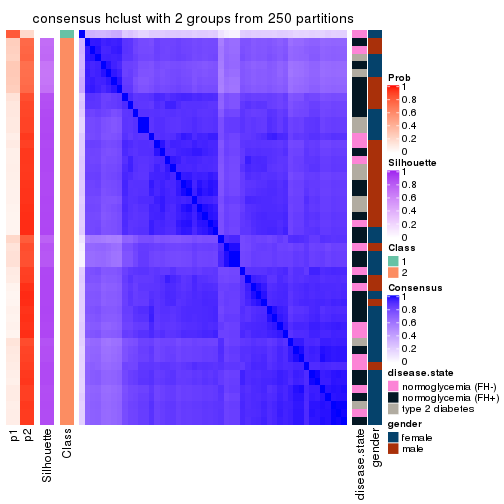 consensus hclust with 2 groups from 250 partitions
Prob
1
0.8
0.6
0.4
0.2
0
Silhouette
1
0.8
0.6
0.4
0.2
0
Class
1
2
Consensus
1
0.8
0.6
0.4
0.2
0
disease.state
normoglycemia (FH-)
normoglycemia (FH+)
type 2 diabetes
gender
female
male
p1
p2
Silhouette
Class
disease.state
gender